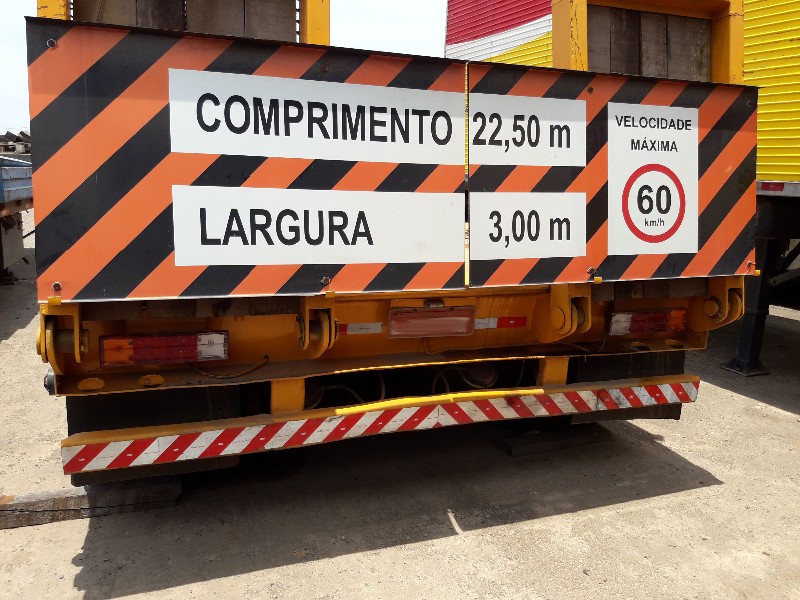 COMPRIMENTO 22,50 m
LARGURA 3,00 m
VELOCIDADE
MÁXIMA
60
km/h